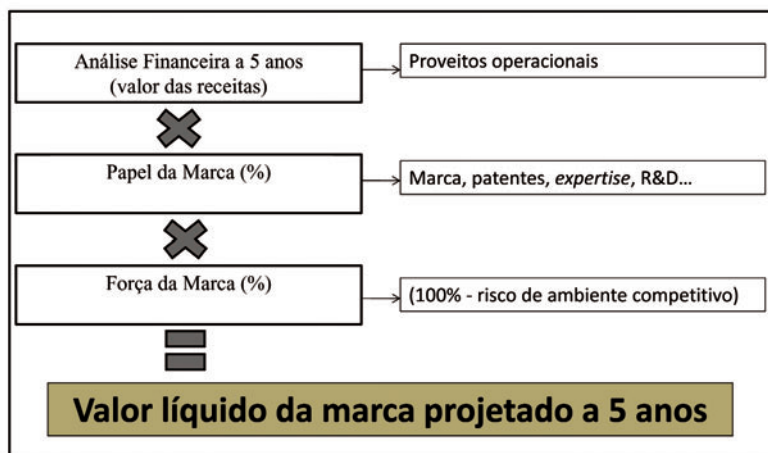 Análise Financeira a 5 anos
(valor das receitas)
Proveitos operacionais
Papel da Marca (%)
Marca, patentes, expertise, R&D...
Força da Marca (%)
(100% - risco de ambiente competitivo)
Valor líquido da marca projetado a 5 anos